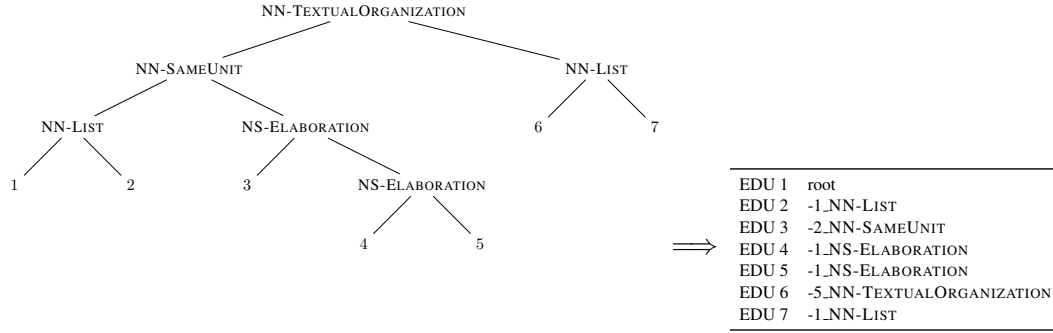 NN-TEXTUALORGANIZATION
NN-SAMEUNIT NN-LIST
NN-LIST NS-ELABORATION 6 7
1 2 3 NS-ELABORATION
4 5
⟹
EDU 1 root
EDU 2 -1_NN-LIST
EDU 3 -2_NN-SAMEUNIT
EDU 4 -1_NS-ELABORATION
EDU 5 -1_NS-ELABORATION
EDU 6 -5_NN-TEXTUALORGANIZATION
EDU 7 -1_NN-LIST